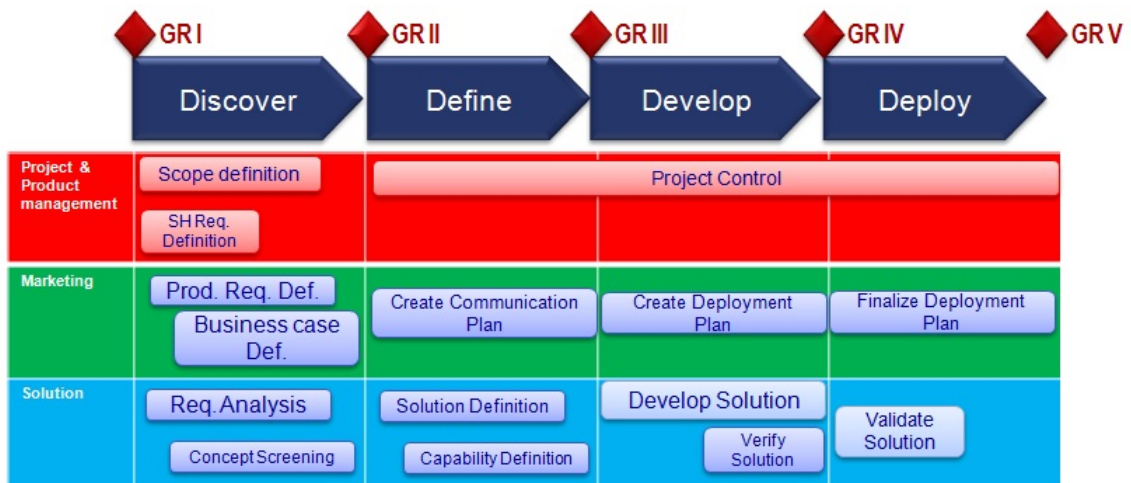 GR I
GR II
GR III
GR IV
GR V
Discover
Define
Develop
Deploy
Project &
Product
management
Scope definition
Project Control
SH Req.
Definition
Marketing
Prod. Req. Def.
Business case
Def.
Create Communication
Plan
Create Deployment
Plan
Finalize Deployment
Plan
Solution
Req. Analysis
Concept Screening
Solution Definition
Capability Definition
Develop Solution
Verify
Solution
Validate
Solution